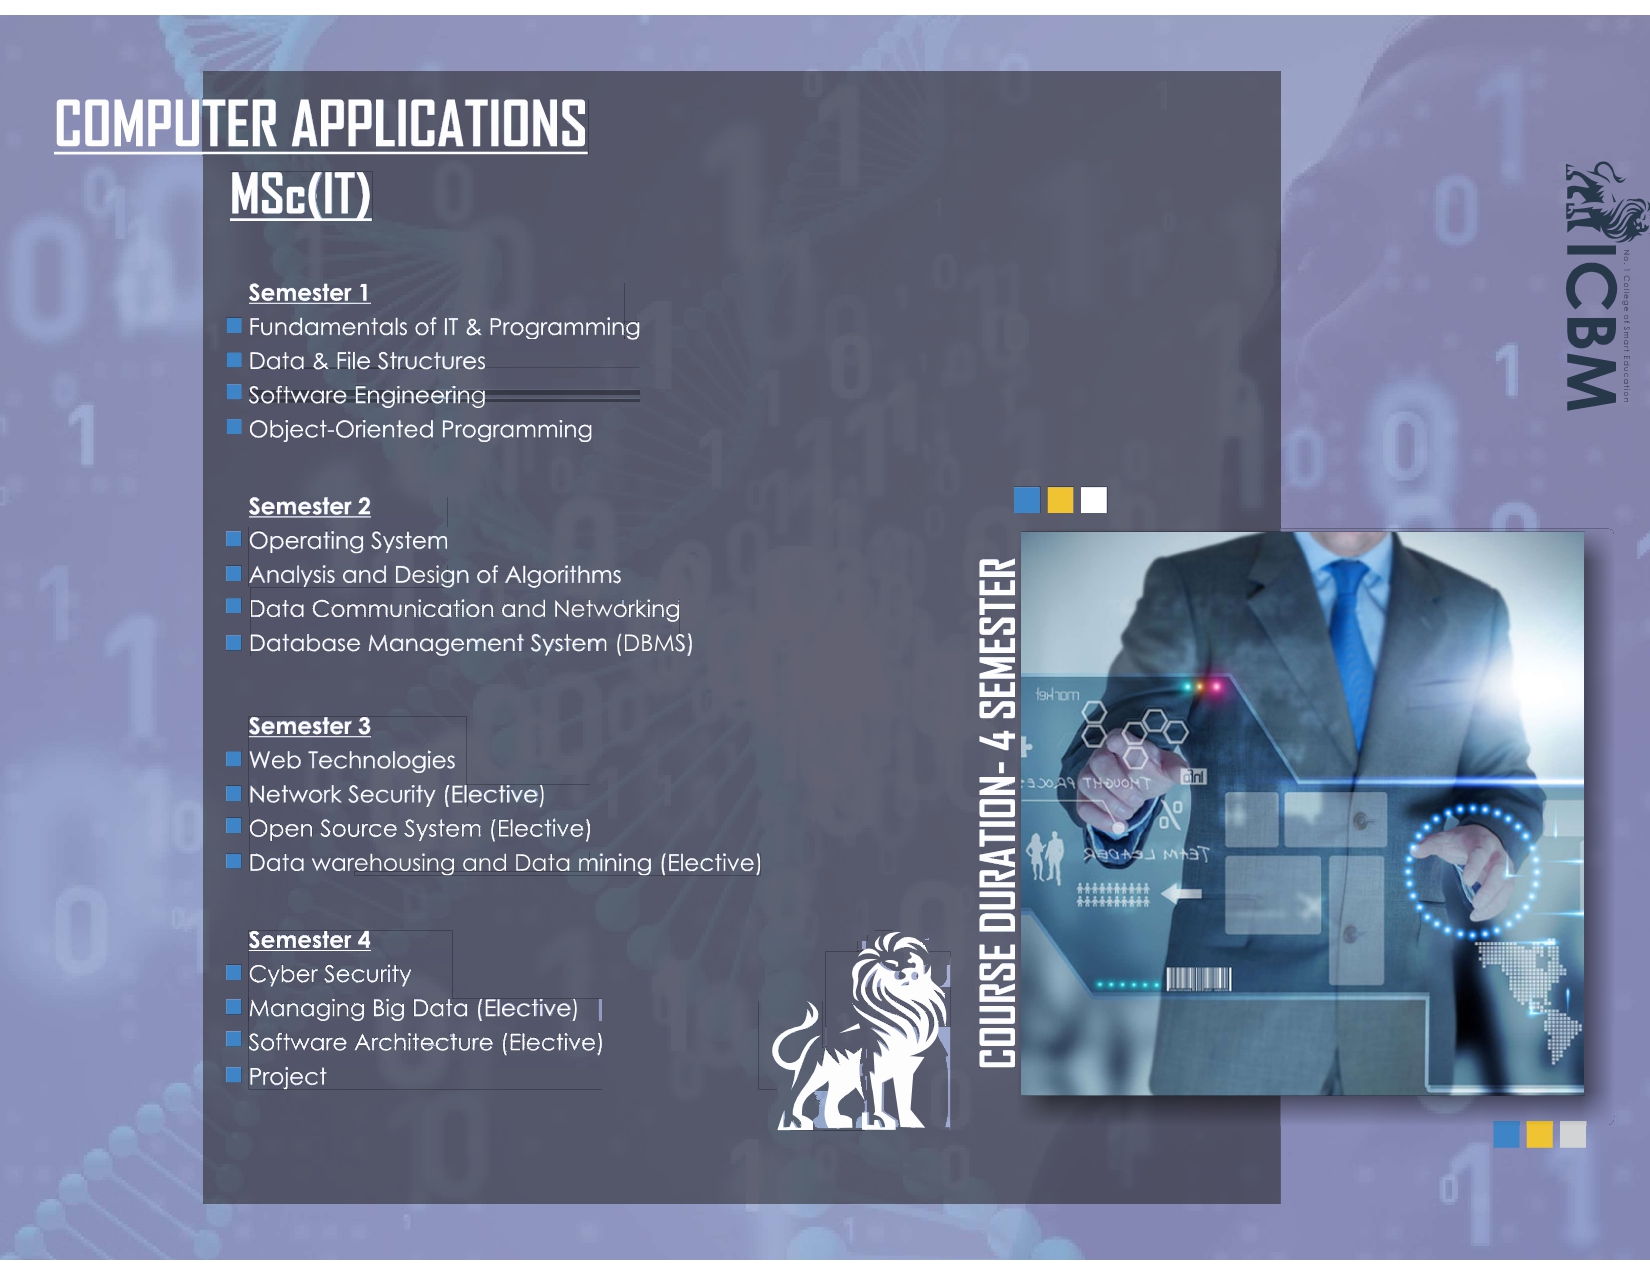 COMPUTER APPLICATIONS
MSc(IT)
Semester 1
Fundamentals of IT & Programming
Data & File Structures
Software Engineering
Object-Oriented Programming
Semester 2
Operating System
Analysis and Design of Algorithms
Data Communication and Networking
Database Management System (DBMS)
Semester 3
Web Technologies
Network Security (Elective)
Open Source System (Elective)
Data warehousing and Data mining (Elective)
Semester 4
Cyber Security
Managing Big Data (Elective)
Software Architecture (Elective)
Project
COURSE DURATION- 4 SEMESTER
ICBM
No. 1 College of Smart Education
market
info
THOUGHT PROCES
%
TEAM LEADER